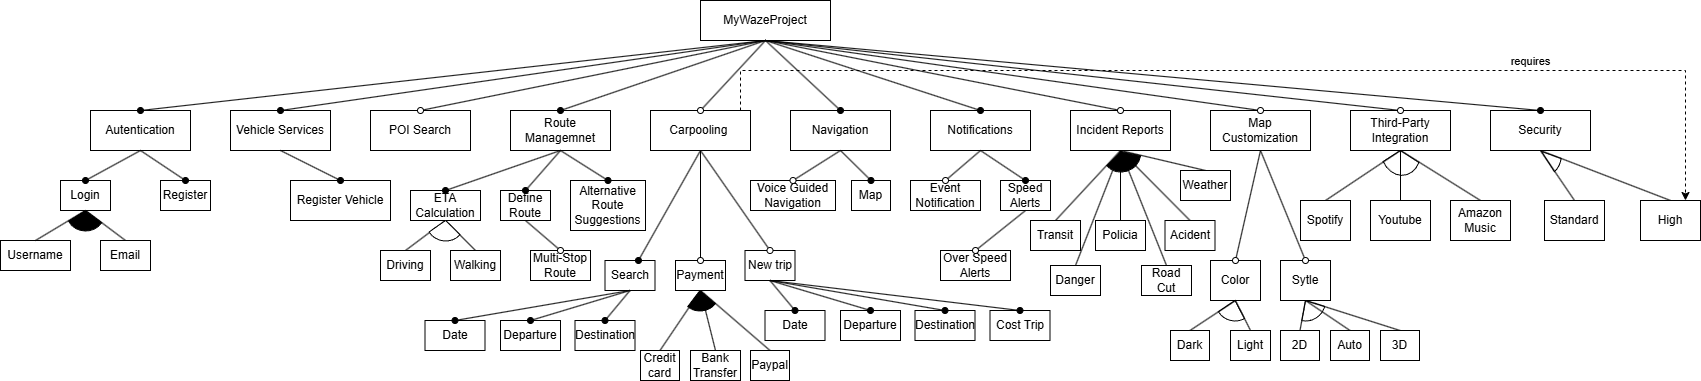 MyWazeProject
requires
Autentication
Vehicle Services
POI Search
Route
Managemnet
Carpooling
Navigation
Notifications
Incident Reports
Map
Customization
Third-Party
Integration
Security
Login
Register
Register Vehicle
ETA
Calculation
Define
Route
Alternative
Route
Suggestions
Voice Guided
Navigation
Map
Event
Notification
Speed
Alerts
Weather
Username
Email
Driving
Walking
Multi-Stop
Route
Search
Payment
New trip
Over Speed
Alerts
Transit
Policia
Acident
Danger
Road
Cut
Spotify
Youtube
Amazon
Music
Standard
High
Color
Sytle
Date
Departure
Destination
Date
Departure
Destination
Cost Trip
Credit
card
Bank
Transfer
Paypal
Dark
Light
2D
Auto
3D